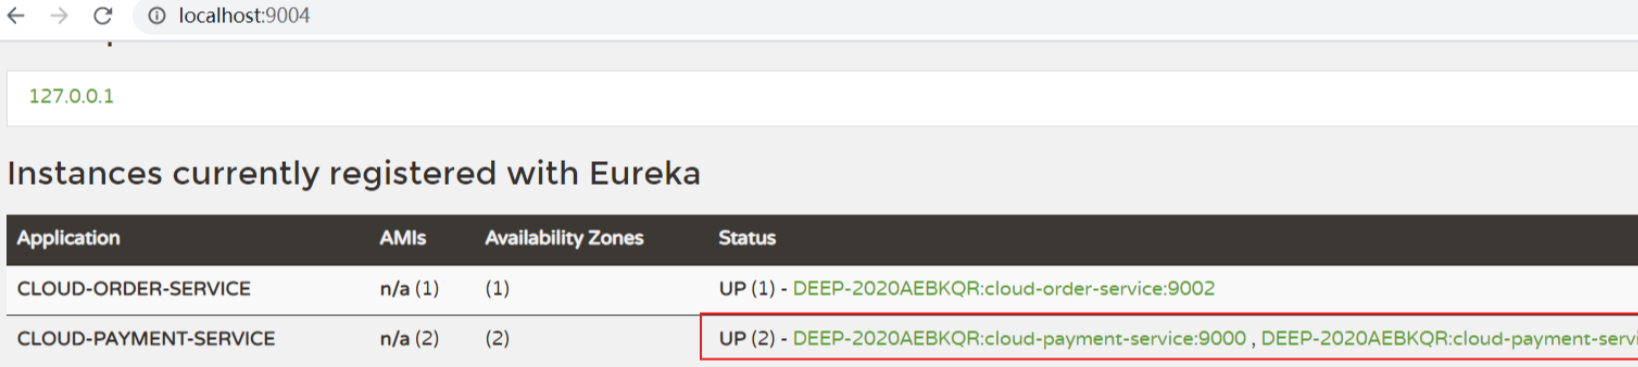 localhost:9004
127.0.0.1
Instances currently registered with Eureka
Application AMIs Availability Zones Status
CLOUD-ORDER-SERVICE n/a (1) (1) UP (1) - DEEP-2020AEBKQR:cloud-order-service:9002
CLOUD-PAYMENT-SERVICE n/a (2) (2) UP (2) - DEEP-2020AEBKQR:cloud-payment-service:9000 , DEEP-2020AEBKQR:cloud-payment-servi